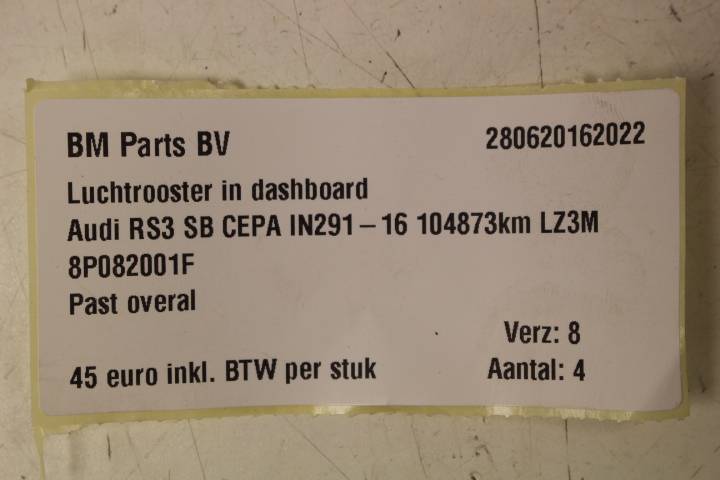 BM Parts BV 280620162022
Luchtrooster in dashboard
Audi RS3 SB CEPA IN291-16 104873km LZ3M
8P082001F
Past overal
Verz: 8
45 euro inkl. BTW per stuk Aantal: 4